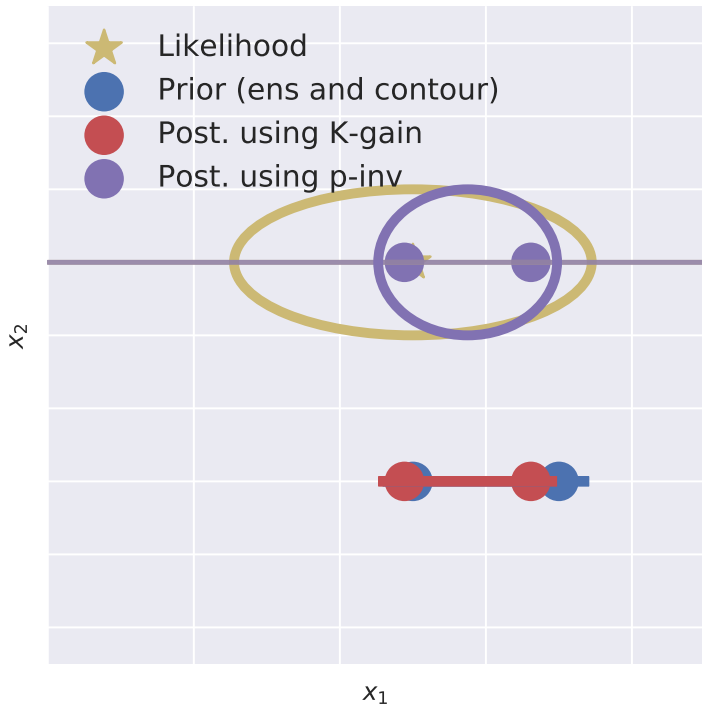 Likelihood
Prior (ens and contour)
Post. using K-gain
Post. using p-inv
x₂
x₁